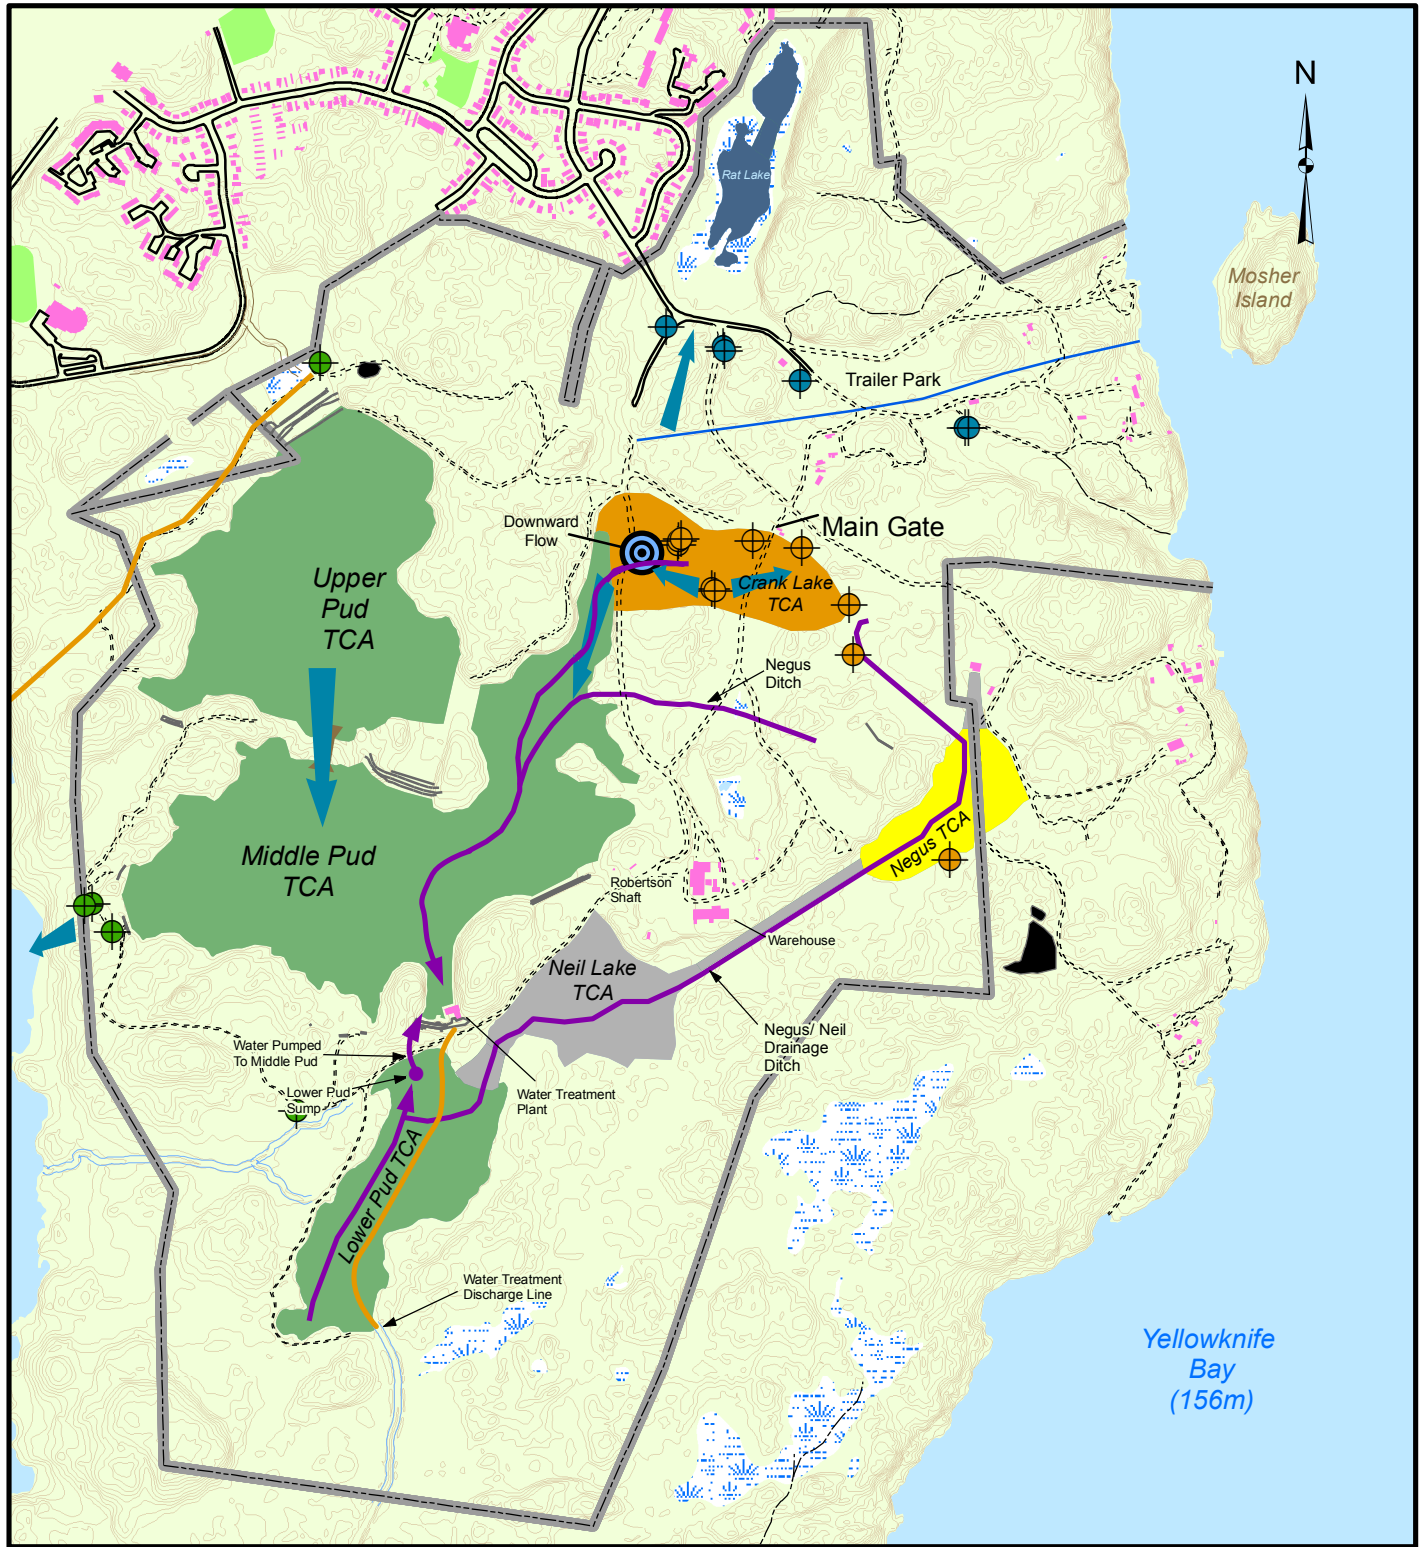 N
Rat Lake
Mosher
Island
Trailer Park
Downward
Flow
Main Gate
Upper
Pud
TCA
Crank Lake
TCA
Negus
Ditch
Middle Pud
TCA
Negus TCA
Robertson
Shaft
Warehouse
Neil Lake
TCA
Water Pumped
To Middle Pud
Negus/ Neil
Drainage
Ditch
Lower Pud
Sump
Water Treatment
Plant
Lower Pud TCA
Water Treatment
Discharge Line
Yellowknife
Bay
(156m)